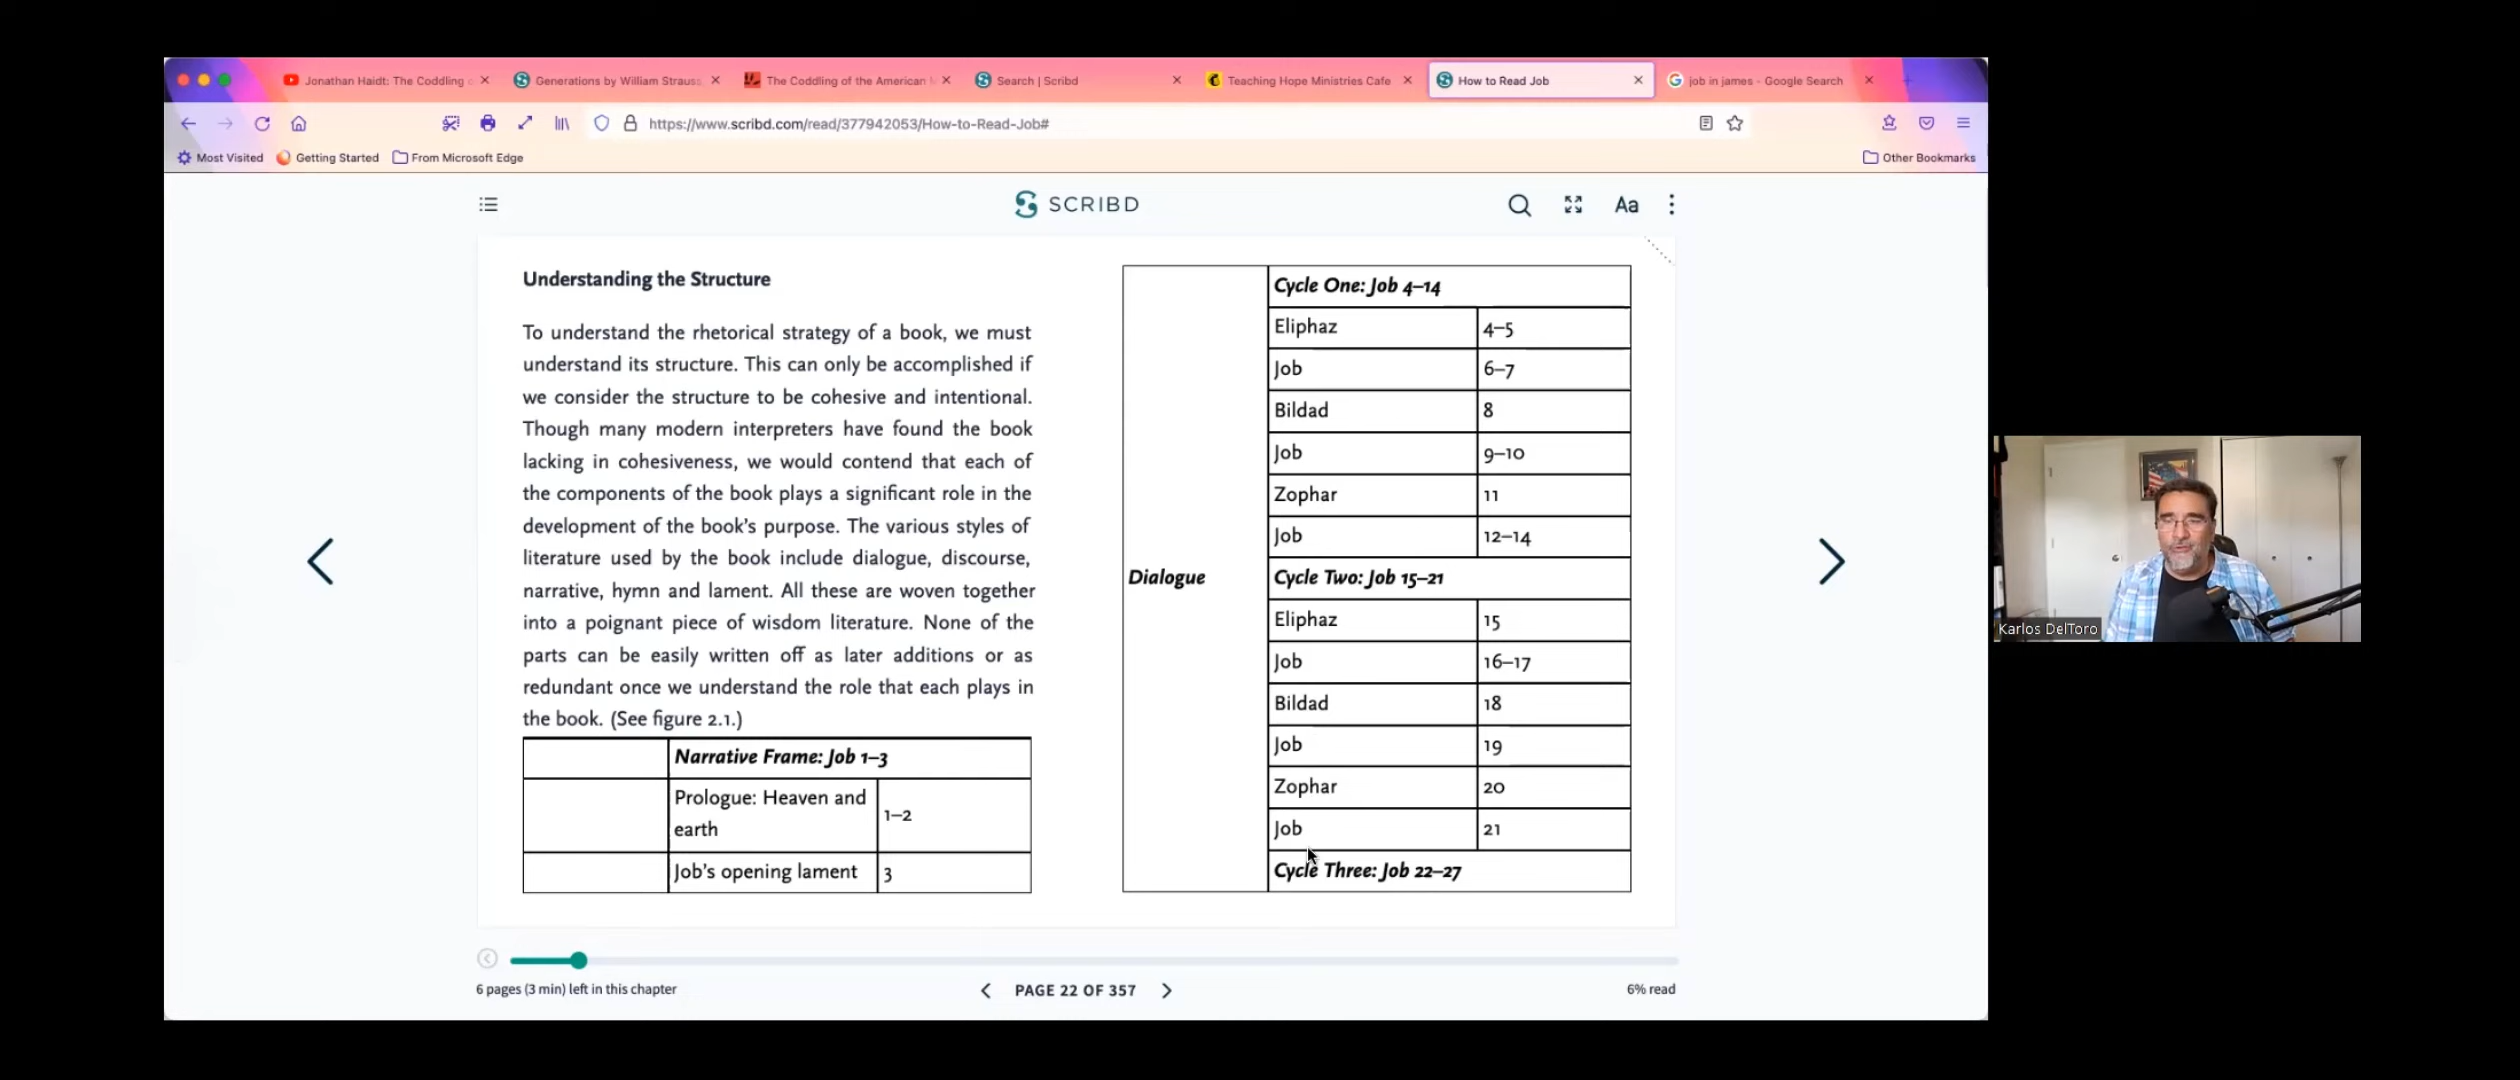 Jonathan Haidt: The Coddling o
Generations by William Strauss,
The Coddling of the American
Search | Scribd
Teaching Hope Ministries Cafe
How to Read Job
job in james - Google Search
https://www.scribd.com/read/377942053/How-to-Read-Job#
Most Visited
Getting Started
From Microsoft Edge
Other Bookmarks
SCRIBD
Aa
Understanding the Structure
To understand the rhetorical strategy of a book, we must
understand its structure. This can only be accomplished if
we consider the structure to be cohesive and intentional.
Though many modern interpreters have found the book
lacking in cohesiveness, we would contend that each of
the components of the book plays a significant role in the
development of the book's purpose. The various styles of
literature used by the book include dialogue, discourse,
narrative, hymn and lament. All these are woven together
into a poignant piece of wisdom literature. None of the
parts can be easily written off as later additions or as
redundant once we understand the role that each plays in
the book. (See figure 2.1.)
Narrative Frame: Job 1–3
Prologue: Heaven and
earth
1–2
Job's opening lament 3
Dialogue
Cycle One: Job 4–14
Eliphaz 4–5
Job 6–7
Bildad 8
Job 9–10
Zophar 11
Job 12–14
Cycle Two: Job 15–21
Eliphaz 15
Job 16–17
Bildad 18
Job 19
Zophar 20
Job 21
Cycle Three: Job 22–27
6 pages (3 min) left in this chapter
PAGE 22 OF 357
6% read
Karlos DelToro